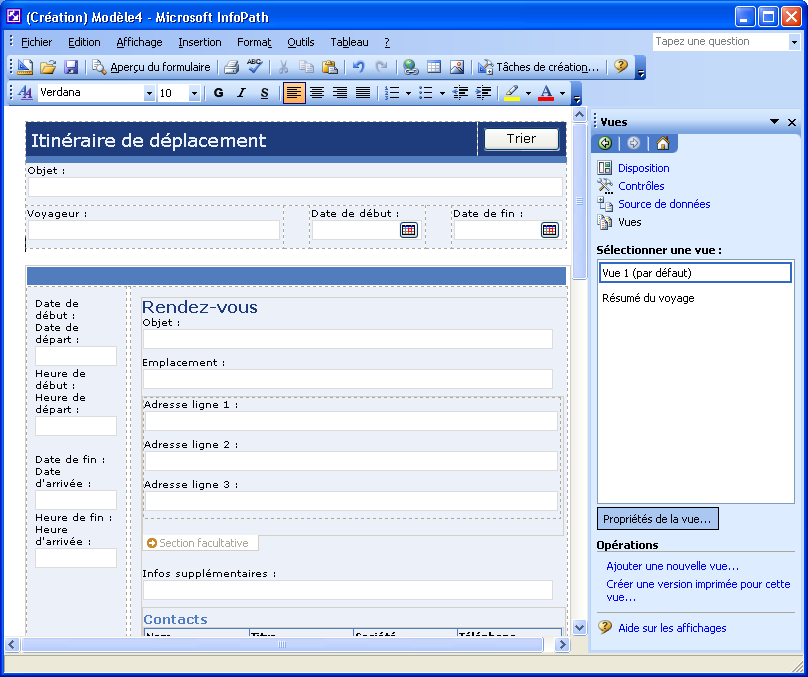 (Création) Modèle4 - Microsoft InfoPath
Fichier Edition Affichage Insertion Format Outils Tableau ?
Tapez une question
Aperçu du formulaire
ABC
Tâches de création...
Verdana 10 G I S
A
Itinéraire de déplacement
Trier
Objet :
Voyageur : Date de début : Date de fin :
Date de
début :
Date de
départ :
Heure de
début :
Heure de
départ :
Date de fin :
Date
d'arrivée :
Heure de fin :
Heure
d'arrivée :
Rendez-vous
Objet :
Emplacement :
Adresse ligne 1 :
Adresse ligne 2 :
Adresse ligne 3 :
Section facultative
Infos supplémentaires :
Contacts
Nom Titre Société Téléphone
Vues
Disposition
Contrôles
Source de données
Vues
Sélectionner une vue :
Vue 1 (par défaut)
Résumé du voyage
Propriétés de la vue...
Opérations
Ajouter une nouvelle vue...
Créer une version imprimée pour cette
vue...
Aide sur les affichages